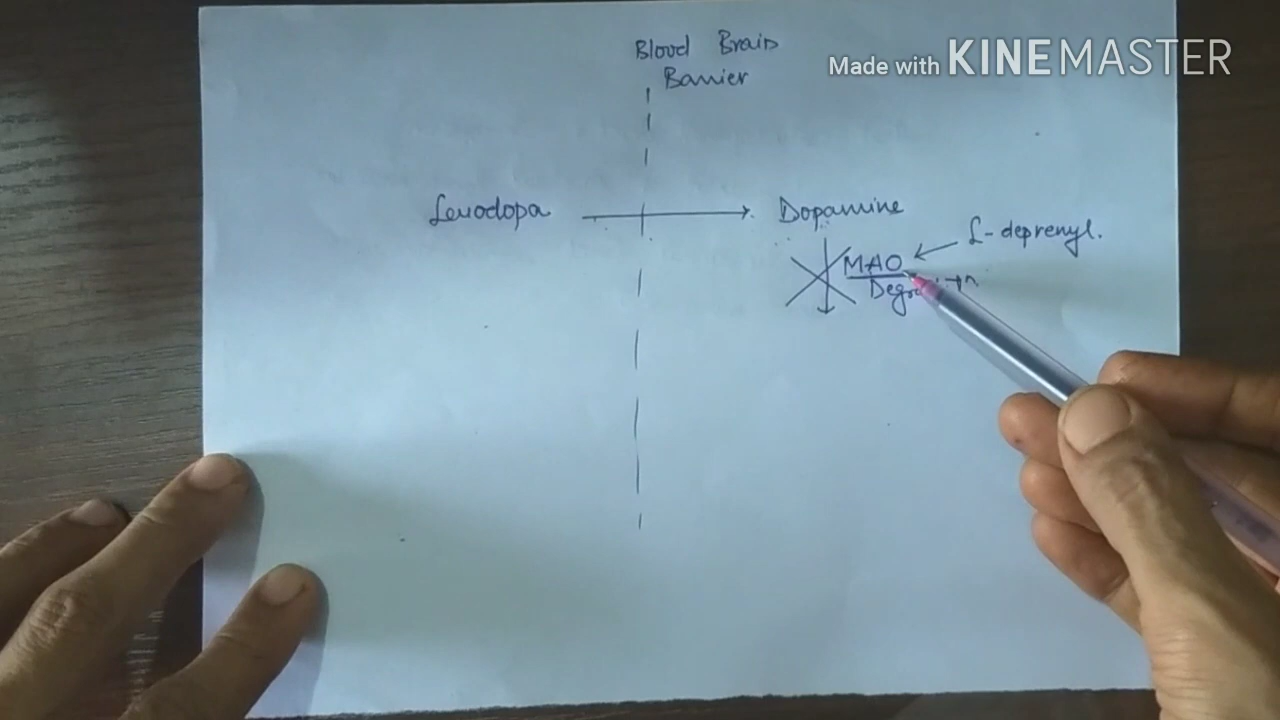 Blood Brain
Barrier
Made with KINEMASTER
Levodopa
Dopamine
L-deprenyl.
MAO